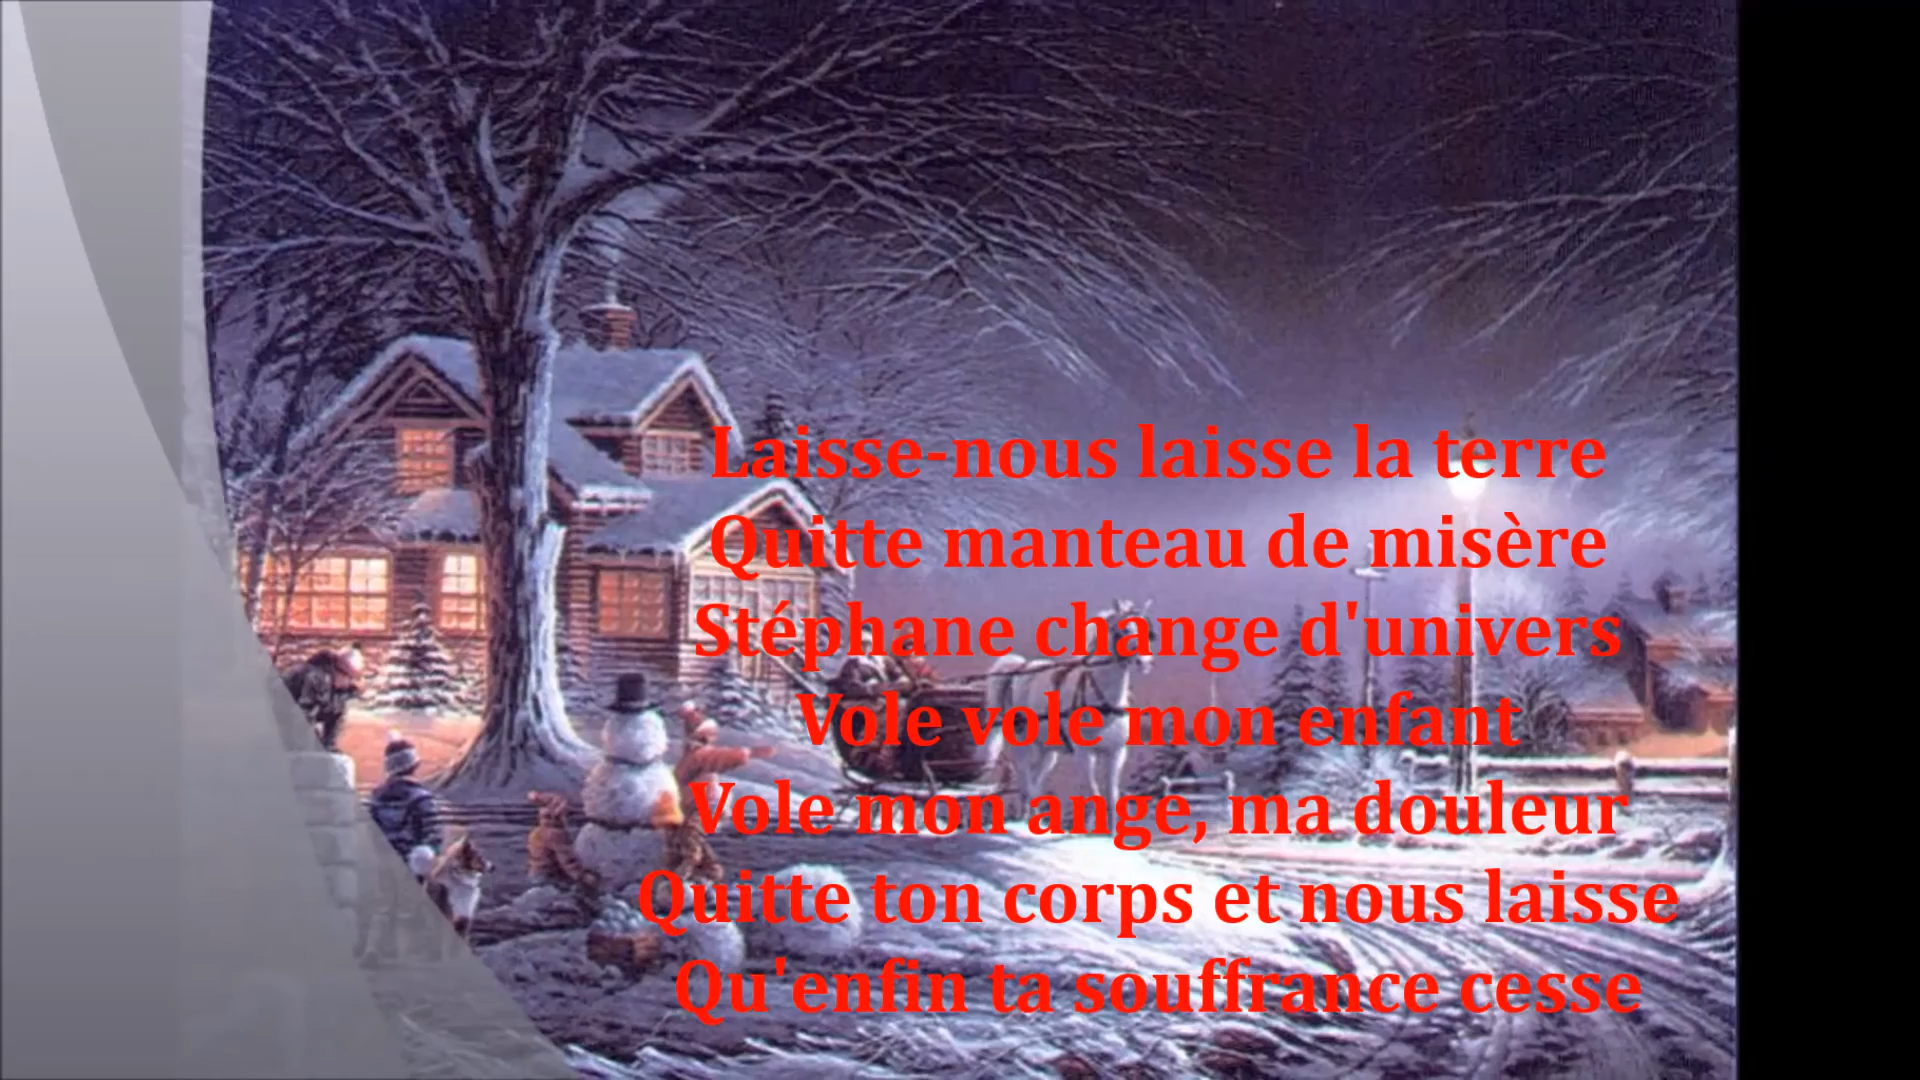 Laisse-nous laisse la terre
Quitte manteau de misère
Stéphane change d'univers
Vole vole mon enfant
Vole mon ange, ma douleur
Quitte ton corps et nous laisse
Qu'enfin ta souffrance cesse